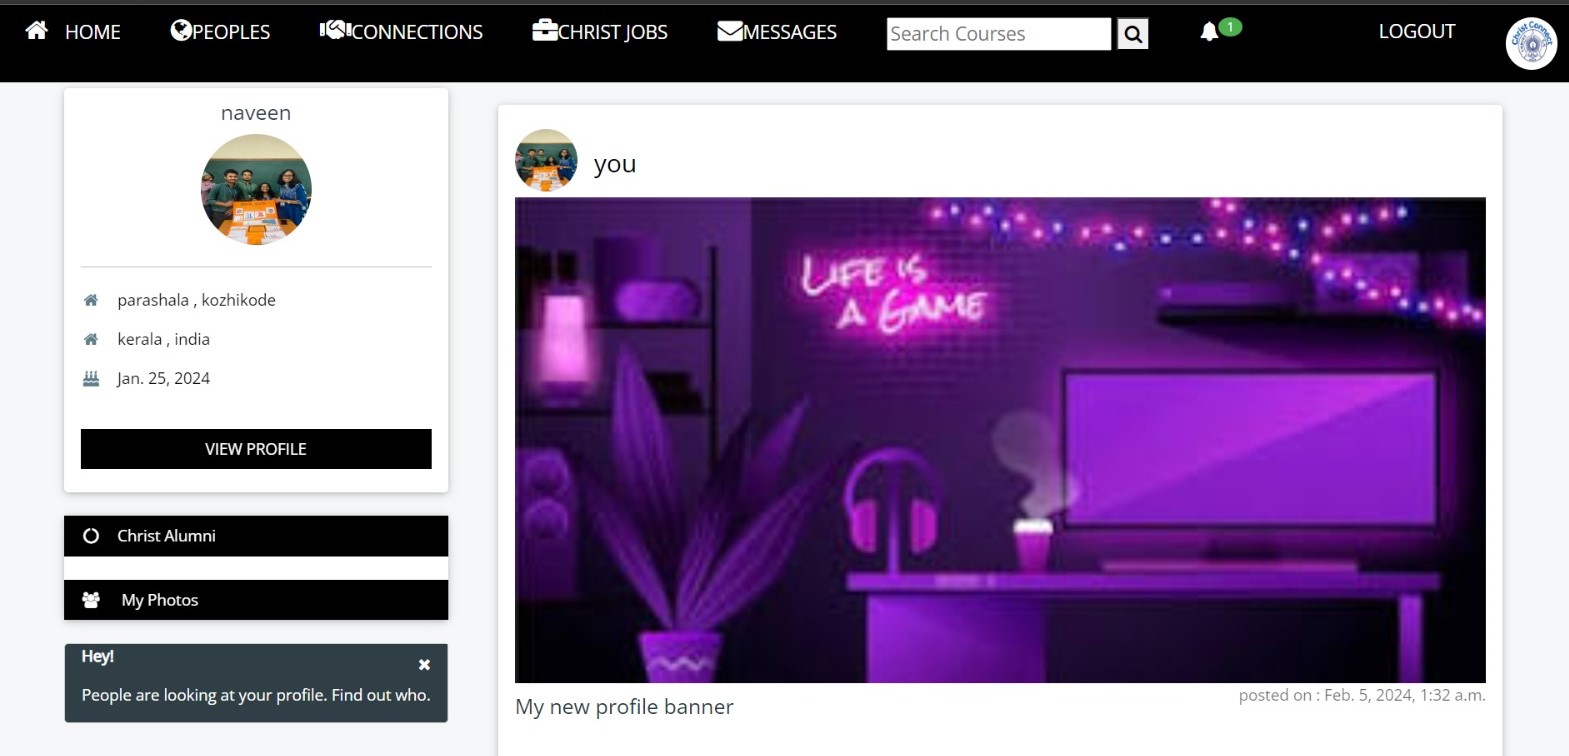 HOME PEOPLES CONNECTIONS CHRIST JOBS MESSAGES Search Courses 1 LOGOUT
Christ Connect
naveen
parashala , kozhikode
kerala , india
Jan. 25, 2024
VIEW PROFILE
Christ Alumni
My Photos
Hey!
People are looking at your profile. Find out who.
you
LIFE IS
A GAME
My new profile banner
posted on : Feb. 5, 2024, 1:32 a.m.